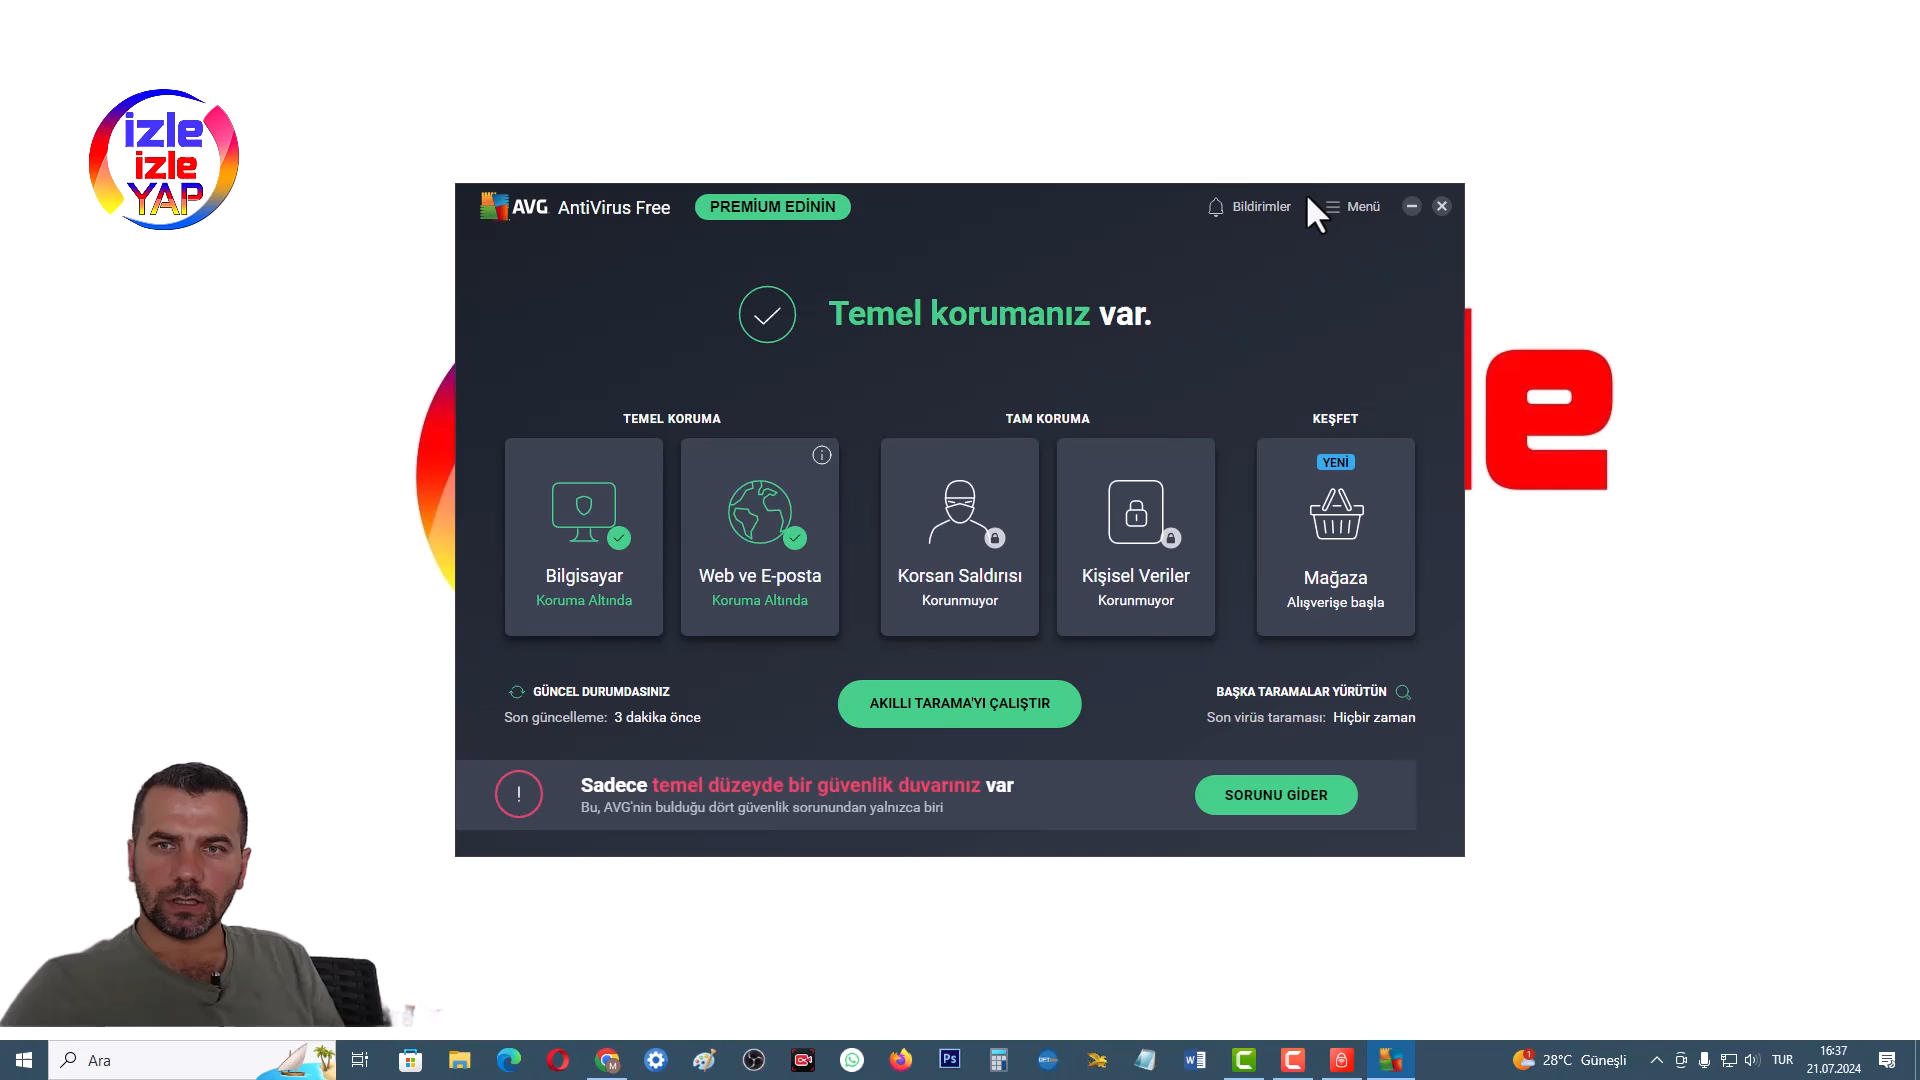 izle
izle
YAP
AVG AntiVirus Free
PREMİUM EDİNİN
Bildirimler
Menü
Temel korumanız var.
TEMEL KORUMA
TAM KORUMA
KEŞFET
YENİ
Bilgisayar
Koruma Altında
Web ve E-posta
Koruma Altında
Korsan Saldırısı
Korunmuyor
Kişisel Veriler
Korunmuyor
Mağaza
Alışverişe başla
le
GÜNCEL DURUMDASINIZ
Son güncelleme: 3 dakika önce
AKILLI TARAMA'YI ÇALIŞTIR
BAŞKA TARAMALAR YÜRÜTÜN
Son virüs taraması: Hiçbir zaman
Sadece temel düzeyde bir güvenlik duvarınız var
Bu, AVG'nin bulduğu dört güvenlik sorunundan yalnızca biri
SORUNU GİDER
Ara
Ps
1
28°C Güneşli
TUR
16:37
21.07.2024